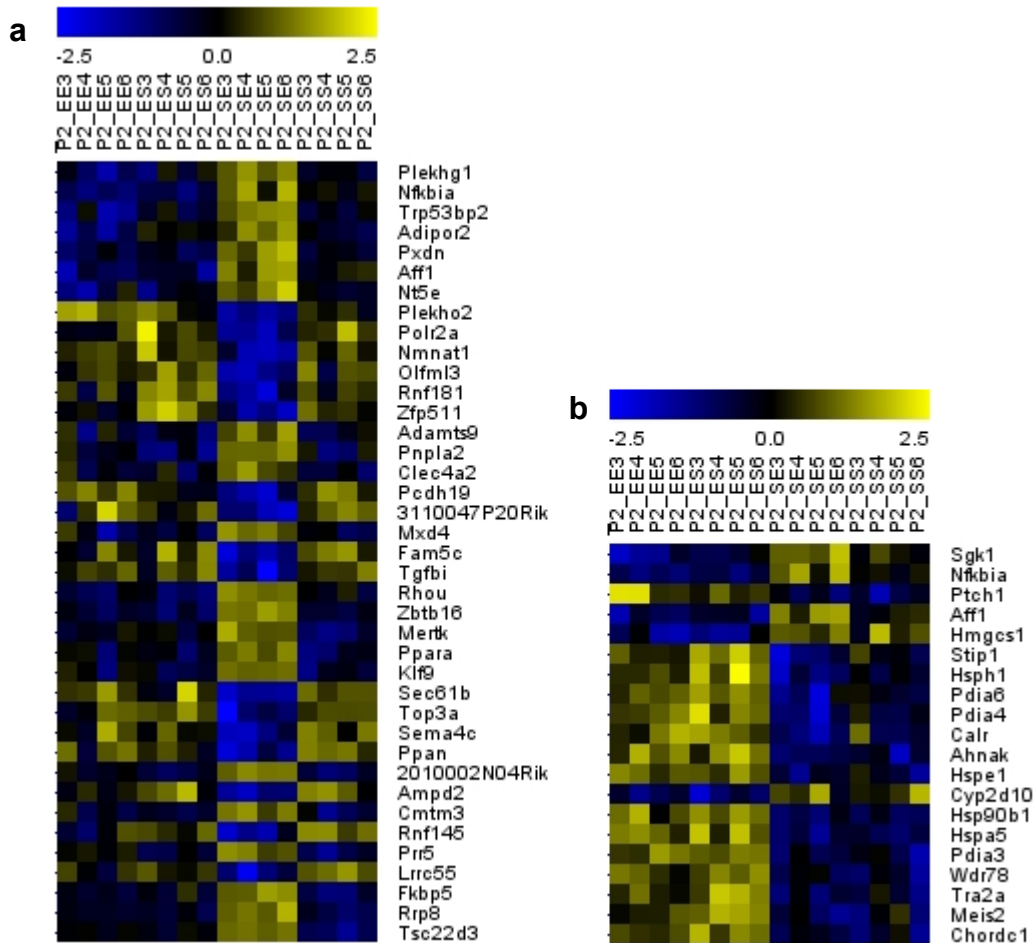 a
-2.5 0.0 2.5
P2_EE3
P2_EE4
P2_EE5
P2_EE6
P2_ES3
P2_ES4
P2_ES5
P2_ES6
P2_SE3
P2_SE4
P2_SE5
P2_SE6
P2_SS3
P2_SS4
P2_SS5
P2_SS6
Plekhg1
Nfkbia
Trp53bp2
Adipor2
Pxdn
Aff1
Nt5e
Plekho2
Polr2a
Nmnat1
Olfml3
Rnf181
Zfp511
Adamts9
Pnpla2
Clec4a2
Pcdh19
3110047P20Rik
Mxd4
Fam5c
Tgfbi
Rhou
Zbtb16
Mertk
Ppara
Klf9
Sec61b
Top3a
Sema4c
Ppan
2010002N04Rik
Ampd2
Cmtm3
Rnf145
Prr5
Lrrc55
Fkbp5
Rrp8
Tsc22d3
b
-2.5 0.0 2.5
P2_EE3
P2_EE4
P2_EE5
P2_EE6
P2_ES3
P2_ES4
P2_ES5
P2_ES6
P2_SE3
P2_SE4
P2_SE5
P2_SE6
P2_SS3
P2_SS4
P2_SS5
P2_SS6
Sgk1
Nfkbia
Ptch1
Aff1
Hmgcs1
Stip1
Hsph1
Pdia6
Pdia4
Calr
Ahnak
Hspe1
Cyp2d10
Hsp90b1
Hspa5
Pdia3
Wdr78
Tra2a
Meis2
Chordc1